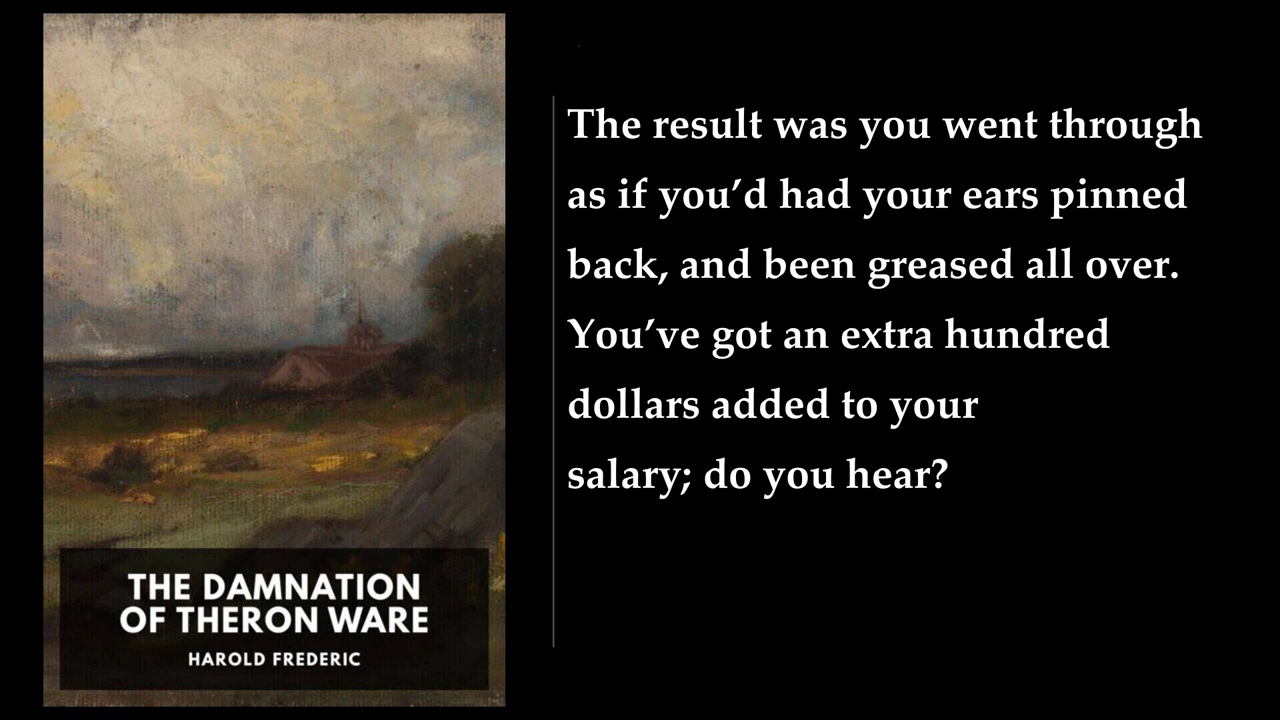 THE DAMNATION
OF THERON WARE
HAROLD FREDERIC
The result was you went through
as if you’d had your ears pinned
back, and been greased all over.
You’ve got an extra hundred
dollars added to your
salary; do you hear?